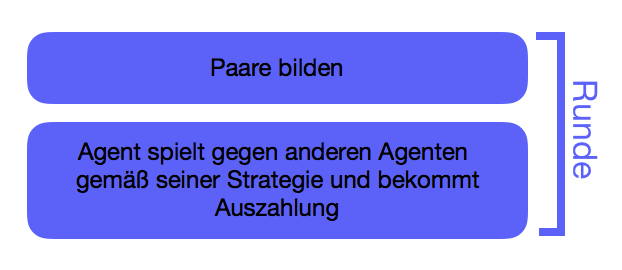 Paare bilden
Agent spielt gegen anderen Agenten
gemäß seiner Strategie und bekommt
Auszahlung
Runde